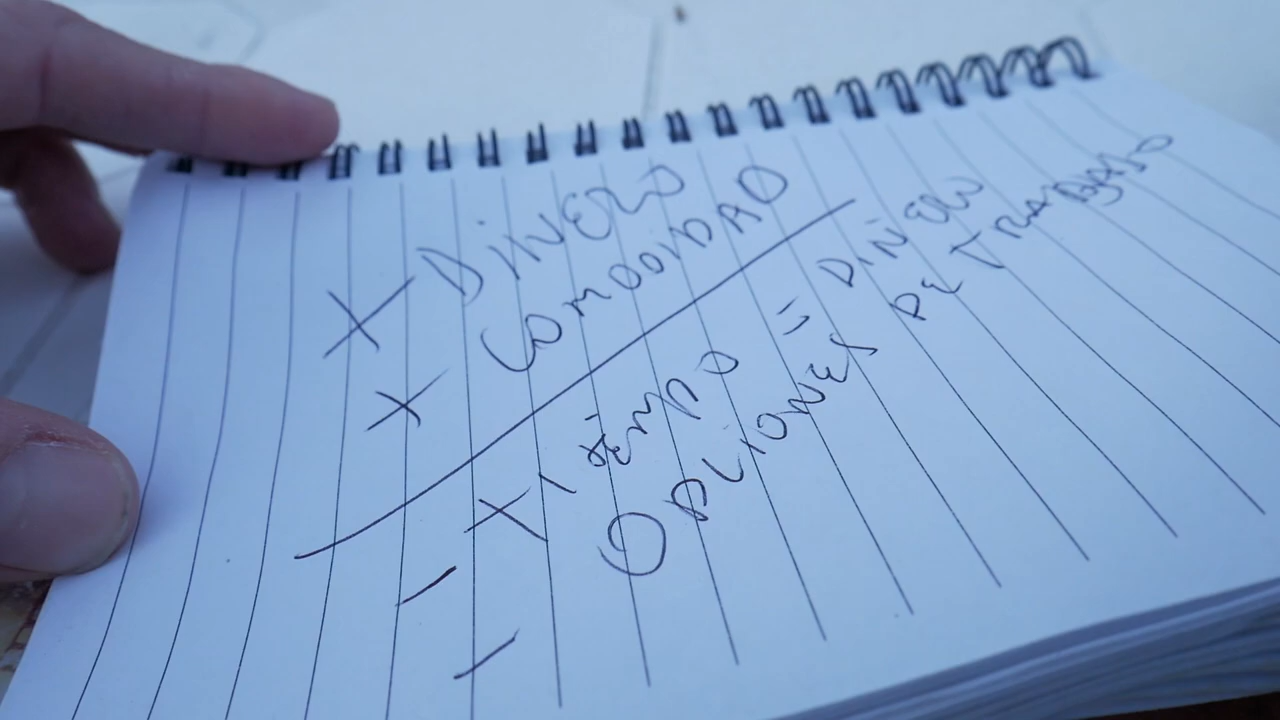 X DINERO
X COMODIDAD
- TIEMPO = DINERO
- OPCIONES DE TRABAJO